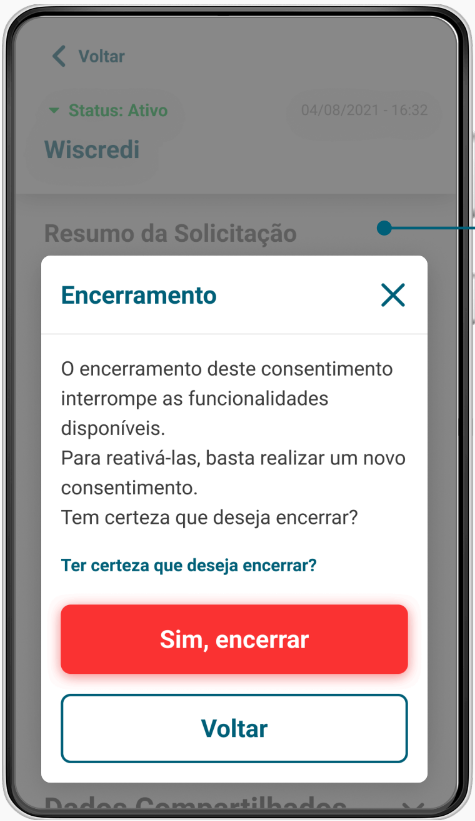 Voltar
Status: Ativo
04/08/2021 - 16:32
Wiscredi
Resumo da Solicitação
Encerramento
O encerramento deste consentimento
interrompe as funcionalidades
disponíveis.
Para reativá-las, basta realizar um novo
consentimento.
Tem certeza que deseja encerrar?
Ter certeza que deseja encerrar?
Sim, encerrar
Voltar
Dados Compartilhados